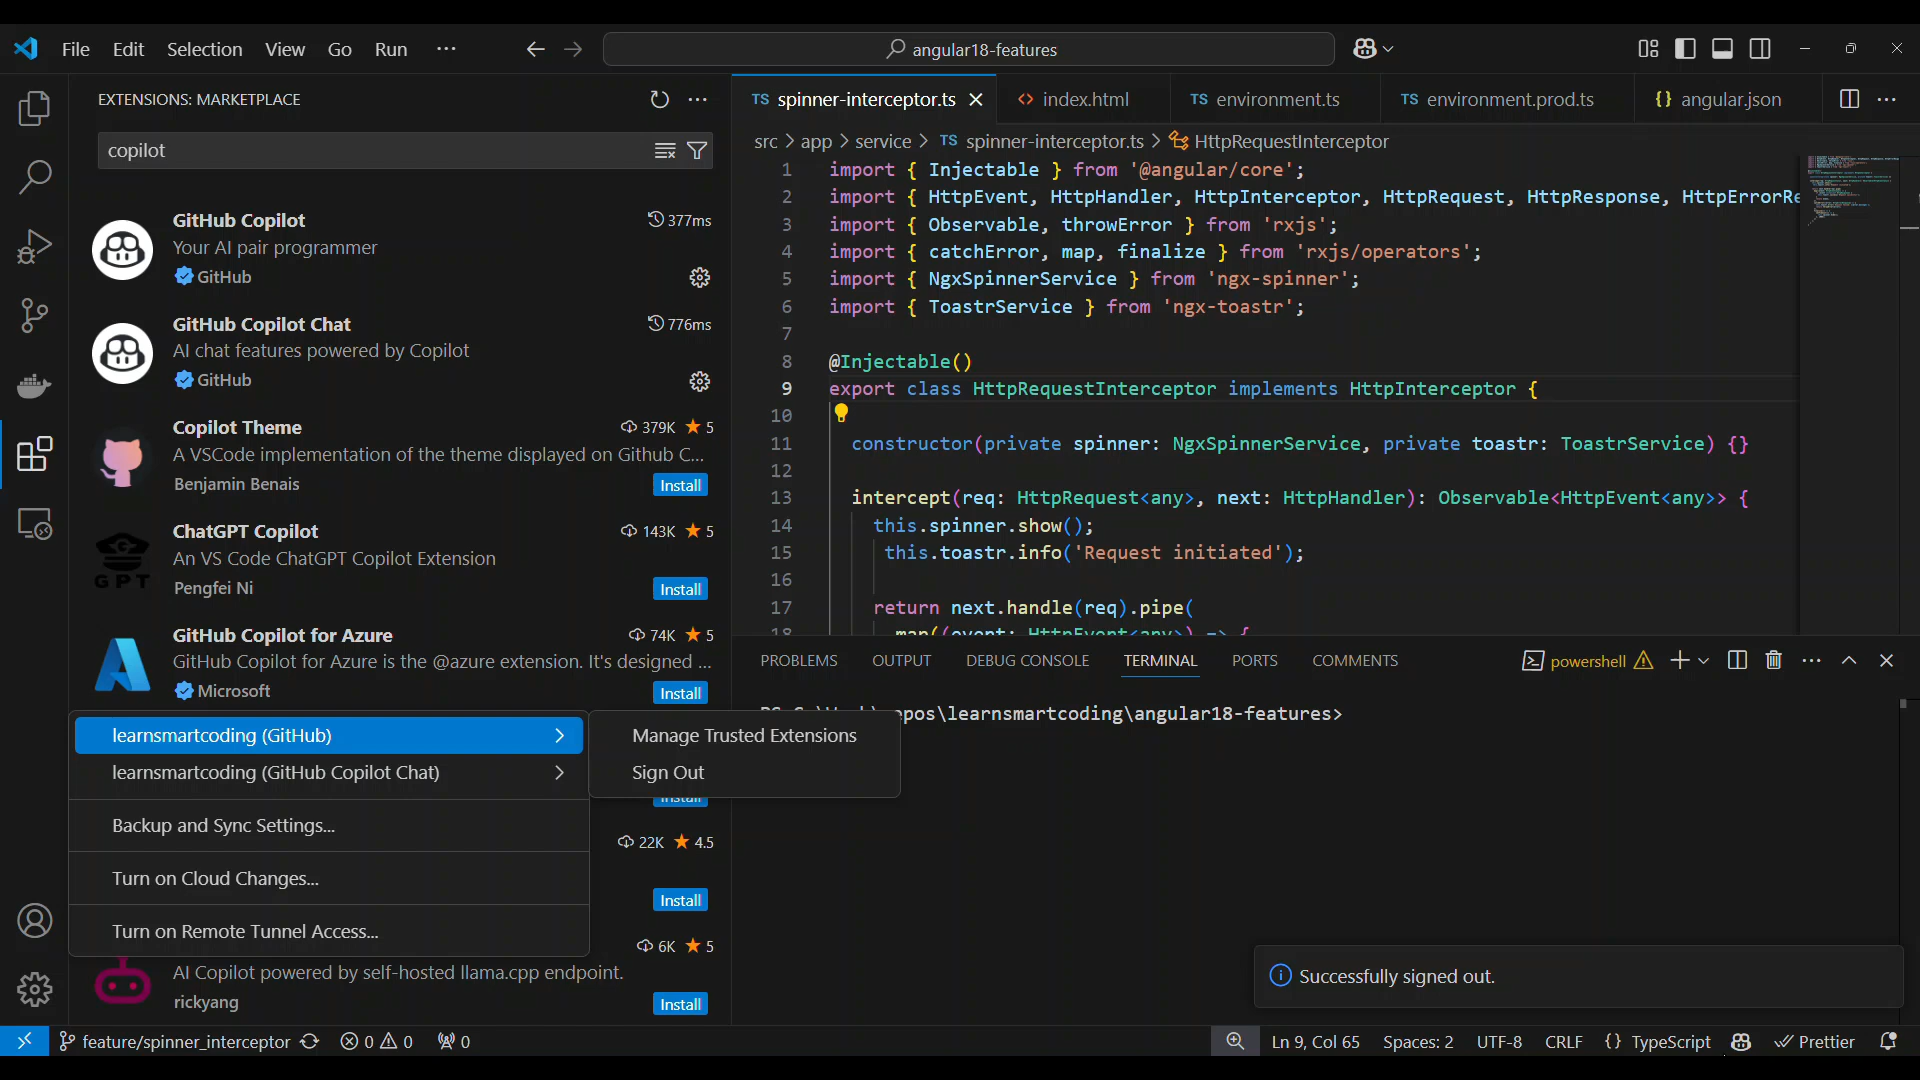 File Edit Selection View Go Run ···
angular18-features
EXTENSIONS: MARKETPLACE
copilot
GitHub Copilot 377ms
Your AI pair programmer
GitHub
GitHub Copilot Chat 776ms
AI chat features powered by Copilot
GitHub
Copilot Theme 379K 5
A VSCode implementation of the theme displayed on Github C...
Benjamin Benais Install
ChatGPT Copilot 143K 5
An VS Code ChatGPT Copilot Extension
Pengfei Ni Install
GPT
GitHub Copilot for Azure 74K 5
GitHub Copilot for Azure is the @azure extension. It's designed ...
Microsoft Install
learnsmartcoding (GitHub)
learnsmartcoding (GitHub Copilot Chat)
Backup and Sync Settings...
Turn on Cloud Changes...
Turn on Remote Tunnel Access...
Manage Trusted Extensions
Sign Out
Install
22K 4.5
Install
6K 5
AI Copilot powered by self-hosted llama.cpp endpoint.
rickyang Install
TS spinner-interceptor.ts index.html TS environment.ts TS environment.prod.ts {} angular.json
src > app > service > TS spinner-interceptor.ts > HttpRequestInterceptor
1 import { Injectable } from '@angular/core';
2 import { HttpEvent, HttpHandler, HttpInterceptor, HttpRequest, HttpResponse, HttpErrorRe
3 import { Observable, throwError } from 'rxjs';
4 import { catchError, map, finalize } from 'rxjs/operators';
5 import { NgxSpinnerService } from 'ngx-spinner';
6 import { ToastrService } from 'ngx-toastr';
7
8 @Injectable()
9 export class HttpRequestInterceptor implements HttpInterceptor {
10
11 constructor(private spinner: NgxSpinnerService, private toastr: ToastrService) {}
12
13 intercept(req: HttpRequest<any>, next: HttpHandler): Observable<HttpEvent<any>> {
14 this.spinner.show();
15 this.toastr.info('Request initiated');
16
17 return next.handle(req).pipe(
18 map((event: HttpEvent<any>) => {
PROBLEMS OUTPUT DEBUG CONSOLE TERMINAL PORTS COMMENTS powershell
epos\learnsmartcoding\angular18-features>
Successfully signed out.
feature/spinner_interceptor 0 0 0 Ln 9, Col 65 Spaces: 2 UTF-8 CRLF {} TypeScript Prettier